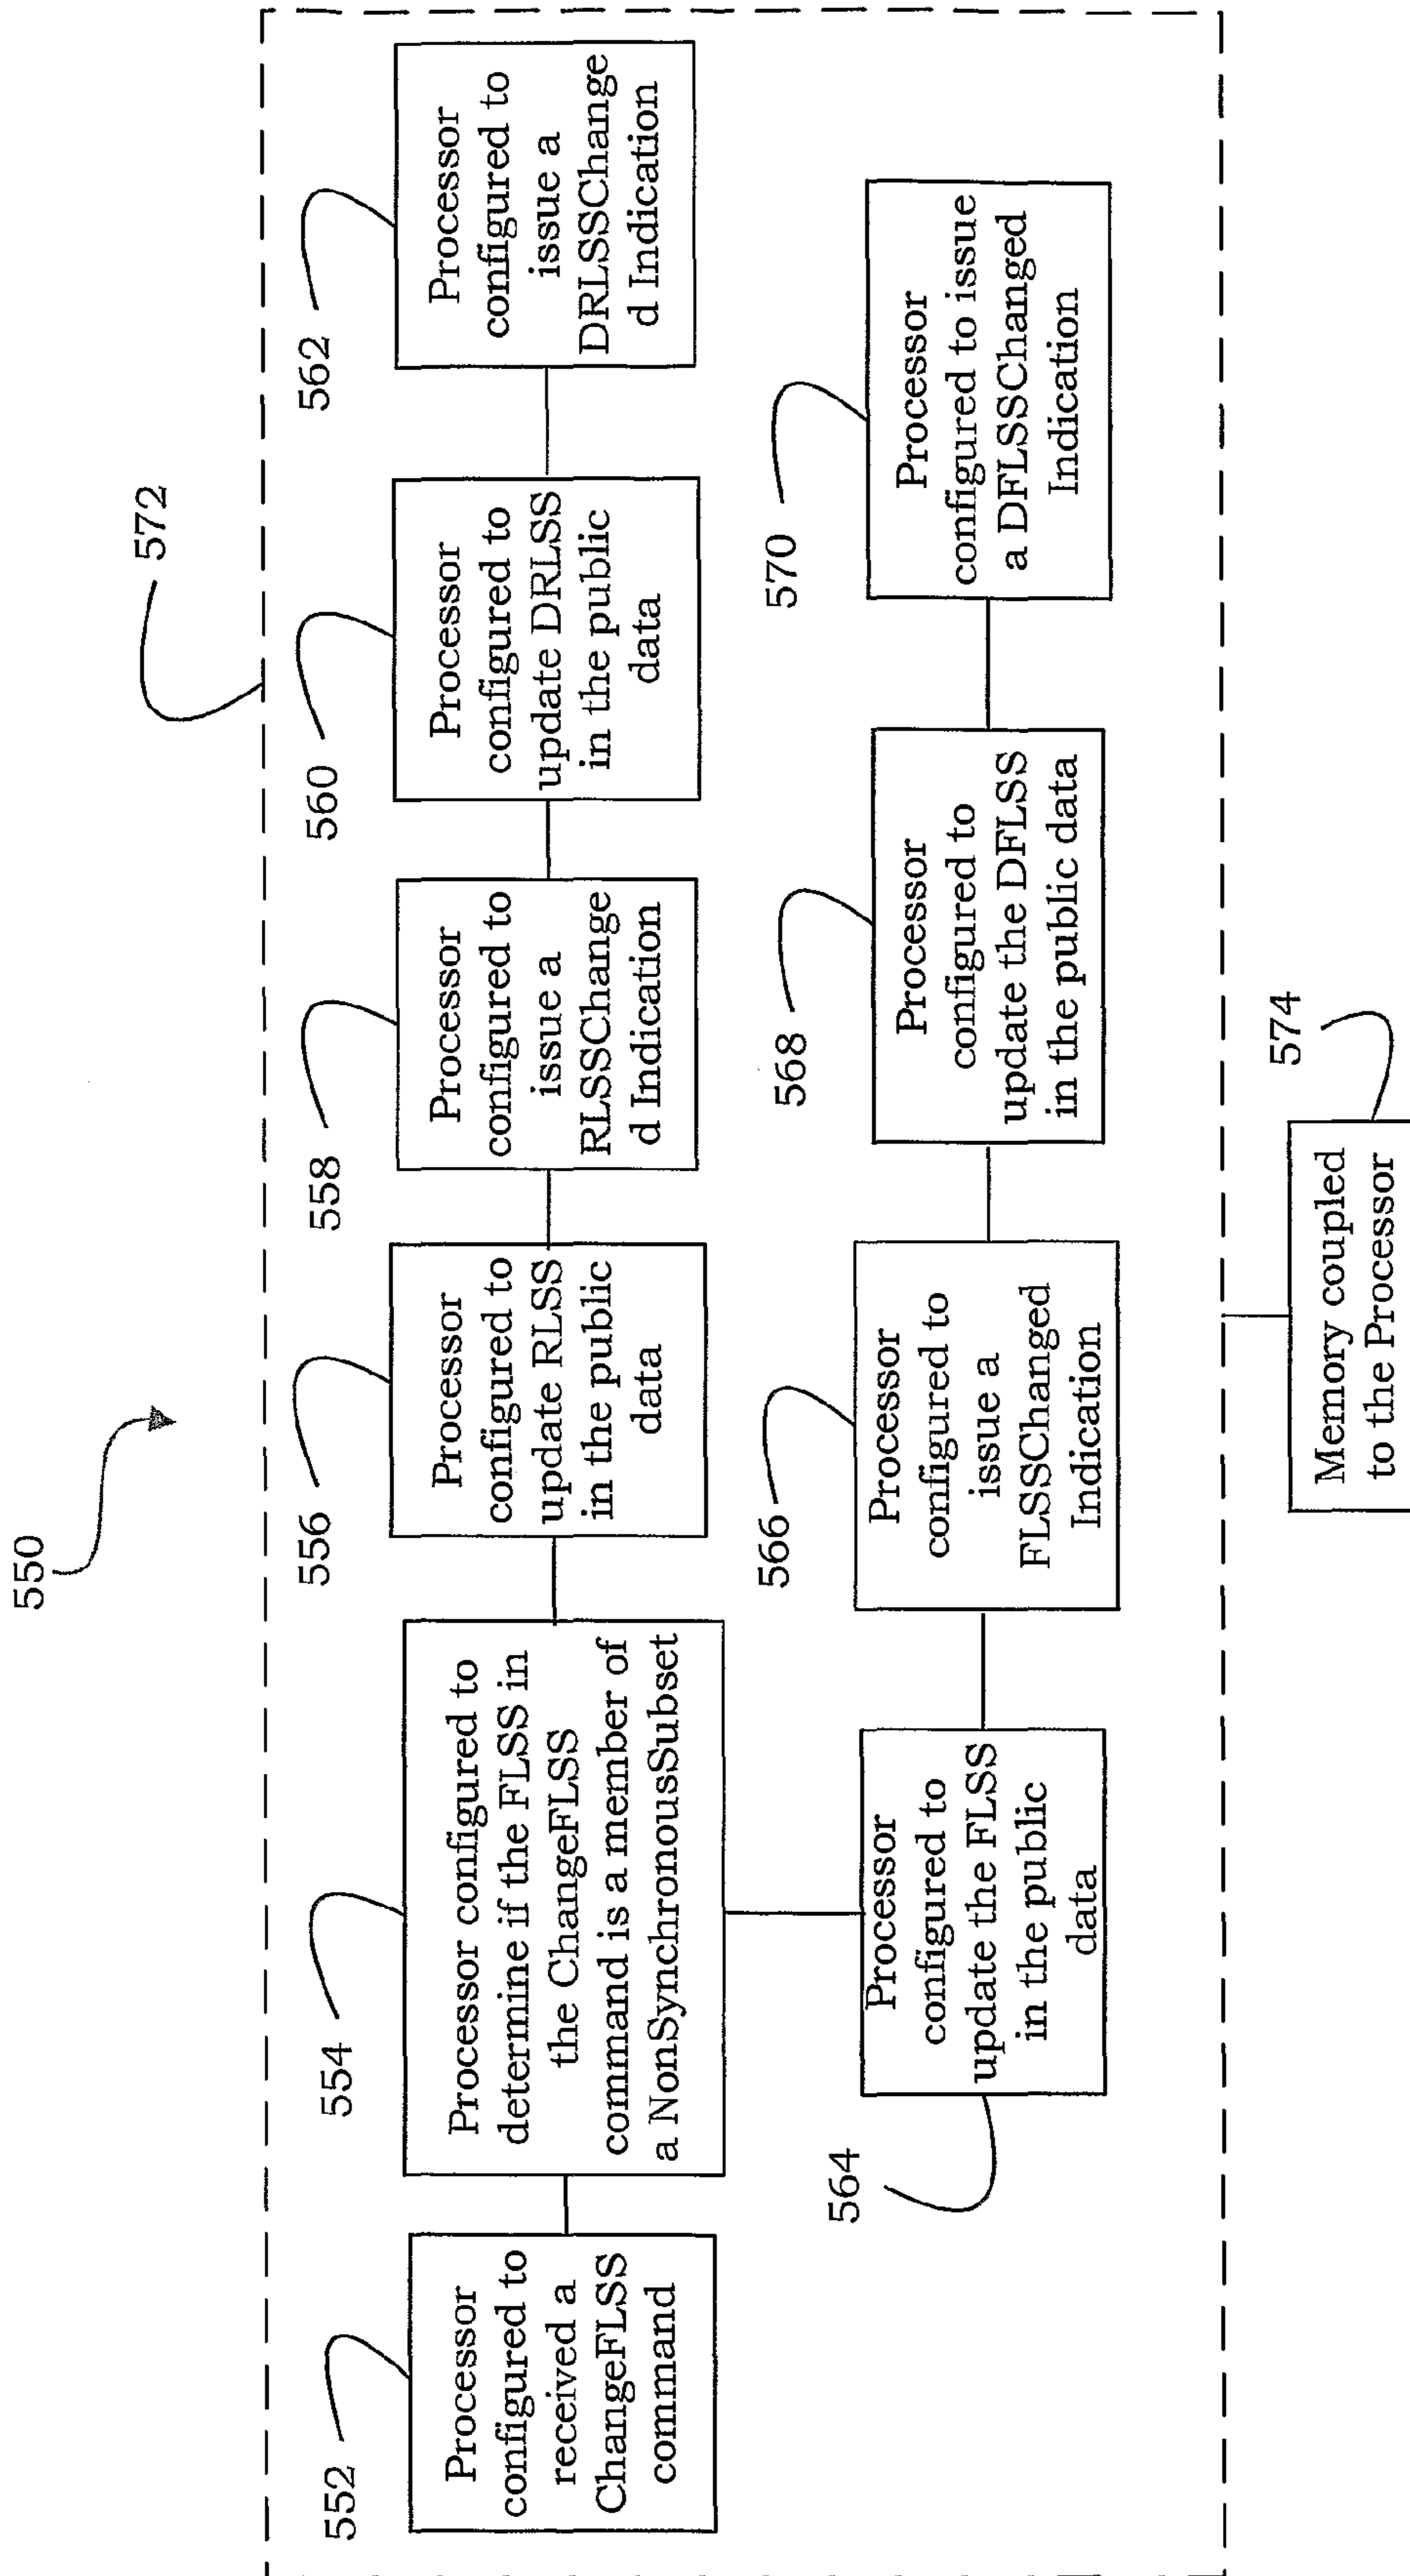 550
572
552
Processor
configured to
received a
ChangeFLSS
command
554
Processor configured to
determine if the FLSS in
the ChangeFLSS
command is a member of
a NonSynchronousSubset
556
Processor
configured to
update RLSS
in the public
data
558
Processor
configured to
issue a
RLSSChange
d Indication
560
Processor
configured to
update DRLSS
in the public
data
562
Processor
configured to
issue a
DRLSSChange
d Indication
564
Processor
configured to
update the FLSS
in the public
data
566
Processor
configured to
issue a
FLSSChanged
Indication
568
Processor
configured to
update the DFLSS
in the public data
570
Processor
configured to issue
a DFLSSChanged
Indication
574
Memory coupled
to the Processor